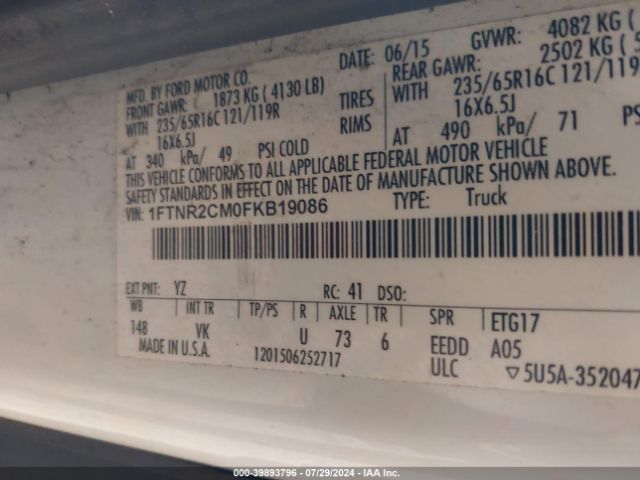 MFD. BY FORD MOTOR CO. DATE: 06/15 GVWR: 4082 KG (
FRONT GAWR: 1873 KG ( 4130 LB) REAR GAWR: 2502 KG (
WITH 235/65R16C 121/119R TIRES WITH 235/65R16C 121/119
16X6.5J RIMS 16X6.5J
AT 340 kPa/ 49 PSI COLD AT 490 kPa/ 71 PS
THIS VEHICLE CONFORMS TO ALL APPLICABLE FEDERAL MOTOR VEHICLE
SAFETY STANDARDS IN EFFECT ON THE DATE OF MANUFACTURE SHOWN ABOVE.
VIN: 1FTNR2CM0FKB19086 TYPE: Truck
EXT PNT: YZ RC: 41 DSO:
WB INT TR TP/PS R AXLE TR SPR ETG17
148 VK U 73 6 EEDD A05
MADE IN U.S.A. 1201506252717 ULC ▽5U5A-352047
000-39893796 - 07/29/2024 - IAA Inc.